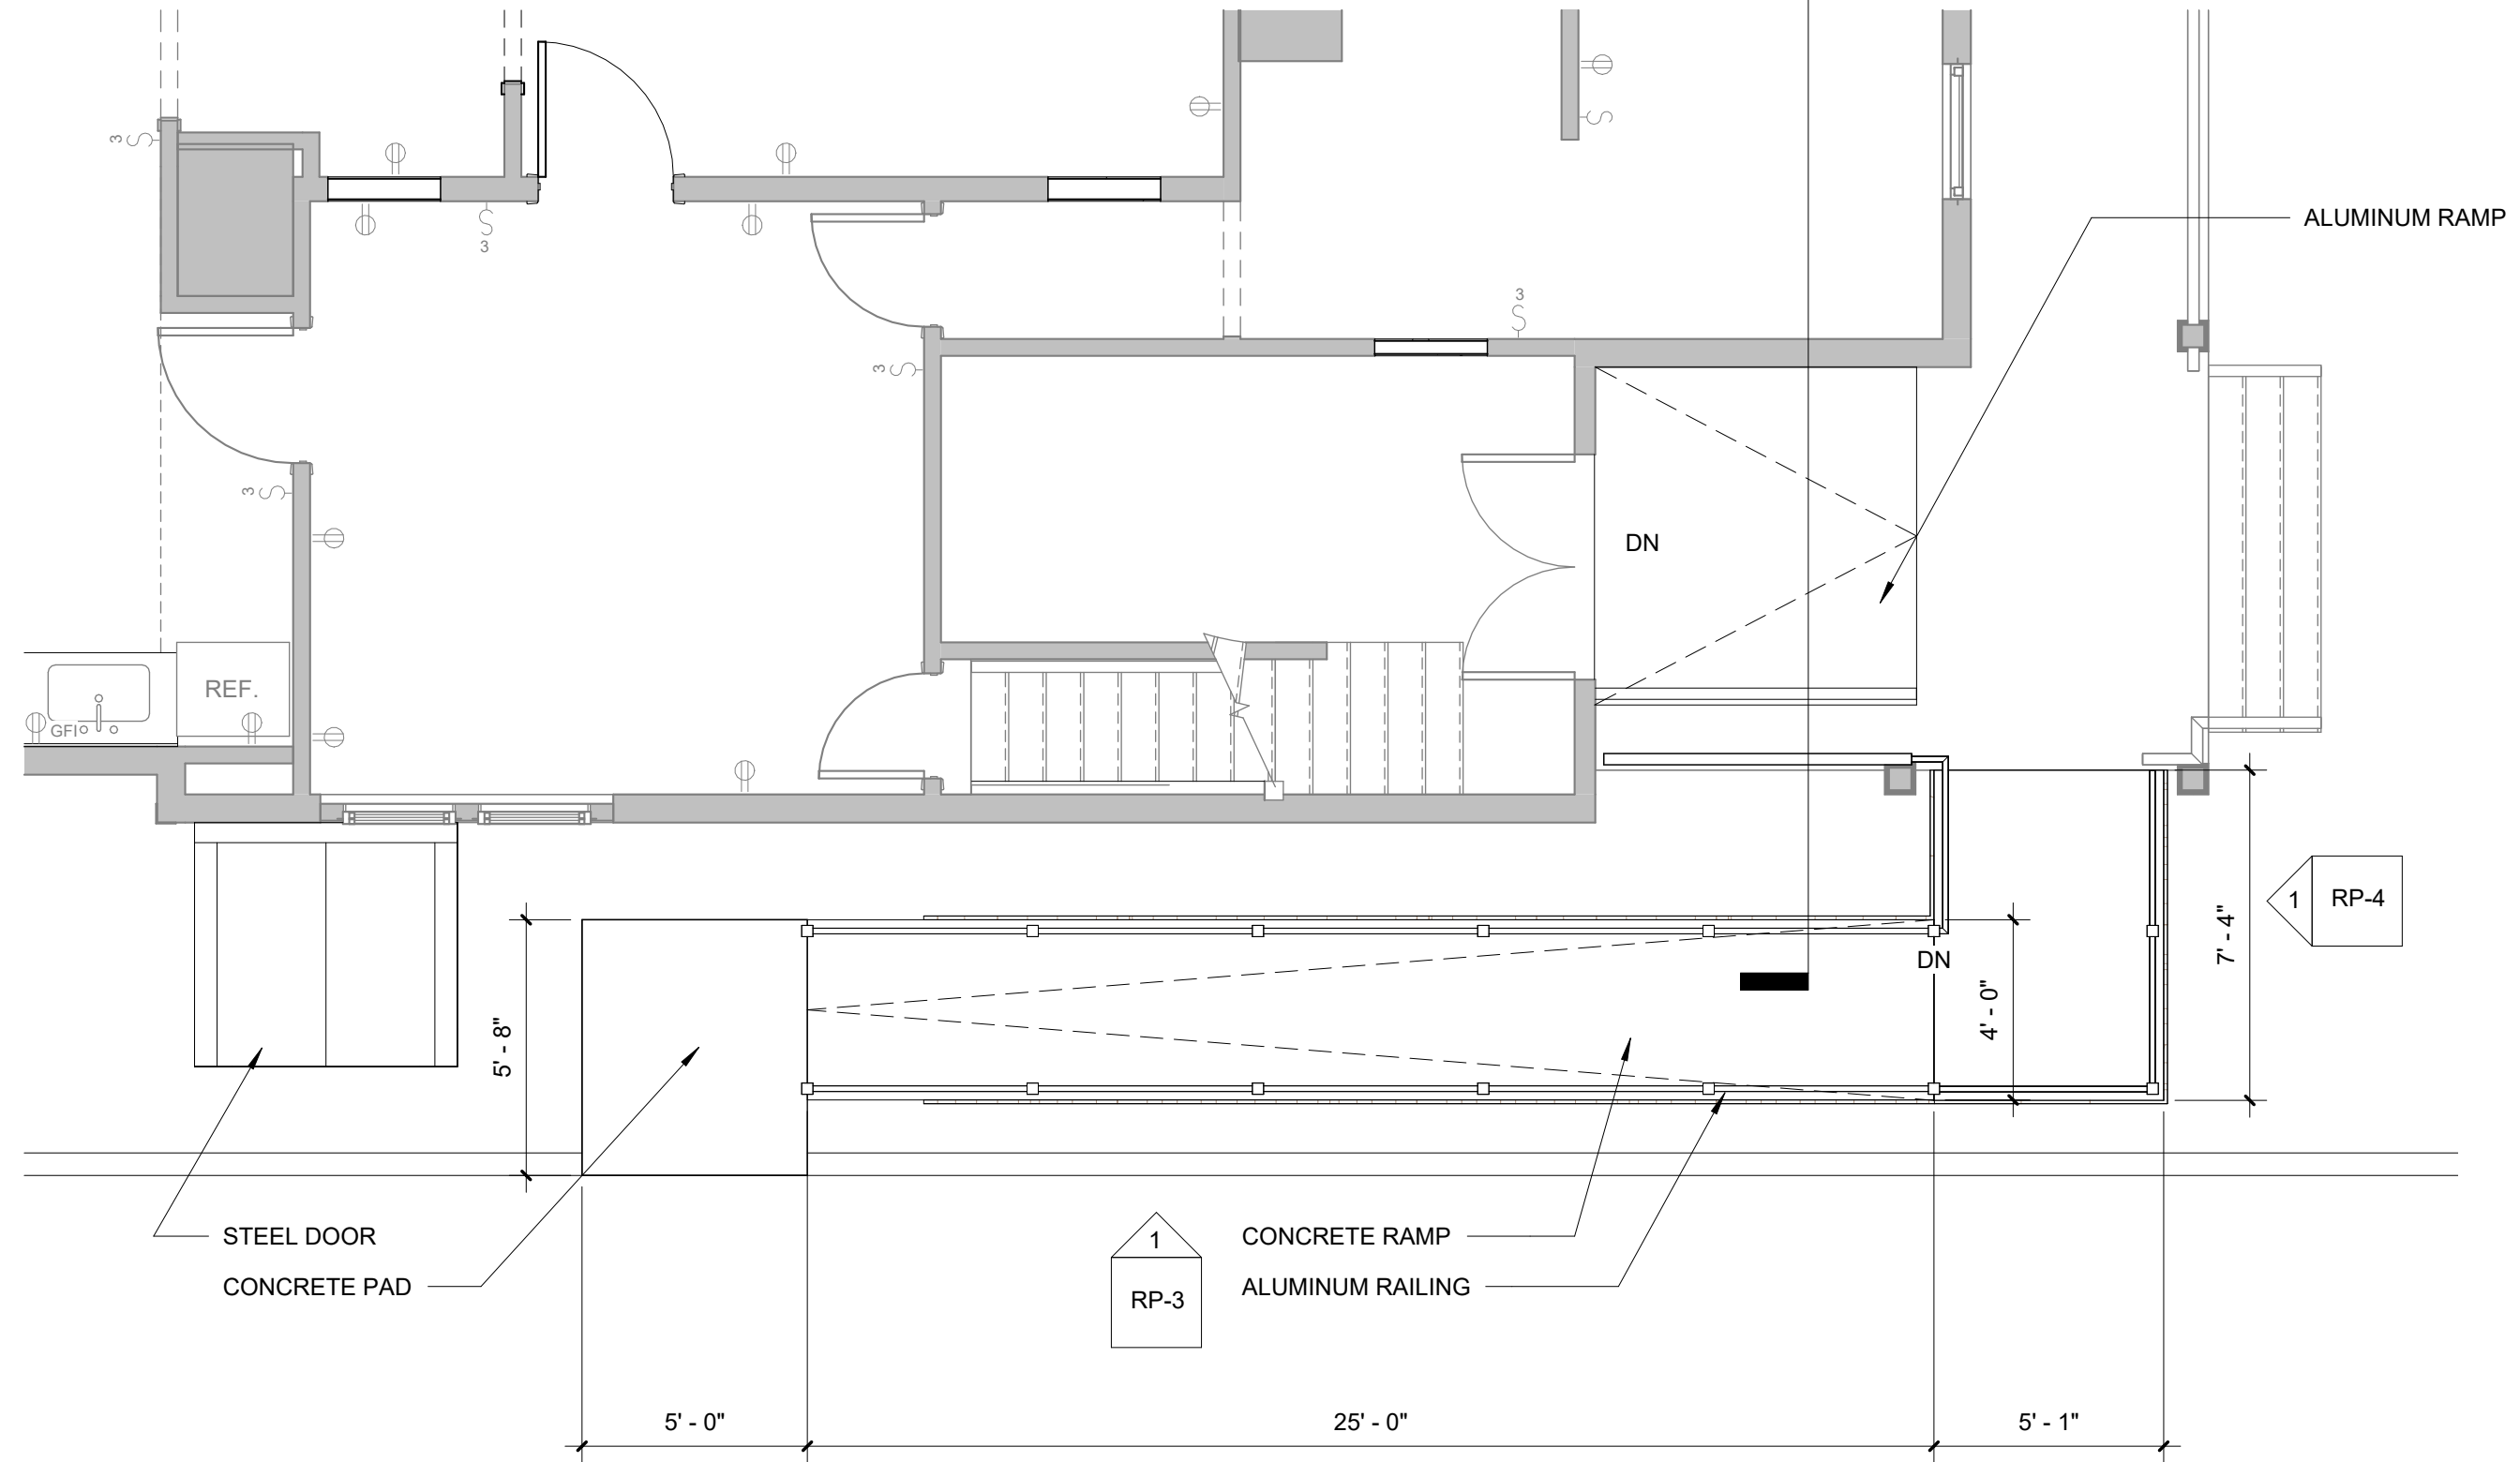 ALUMINUM RAMP
3 S
S
S
3
3
S
3 S
3 S
DN
REF.
GFI
DN
1
RP-4
7' - 4"
4' - 0"
5' - 8"
STEEL DOOR
CONCRETE PAD
1
RP-3
CONCRETE RAMP
ALUMINUM RAILING
5' - 0"
25' - 0"
5' - 1"